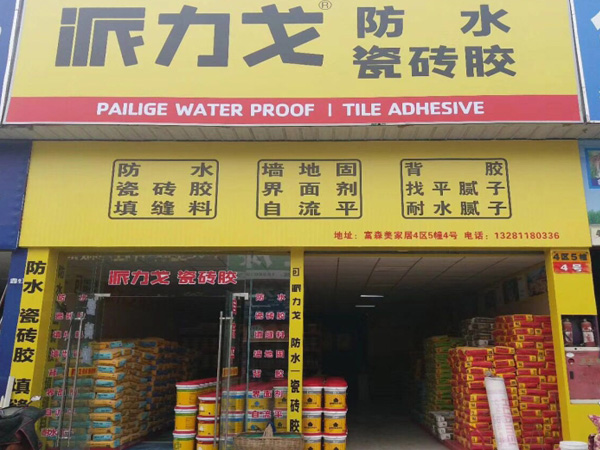 派力戈®
防水
瓷砖胶
PAILIGE WATER PROOF | TILE ADHESIVE
防水
瓷砖胶
填缝料
墙地固
界面剂
自流平
背胶
找平腻子
耐水腻子
地址：富森美家居4区5幢4号 电话：13281180336
4区5幢
4号
派力戈 瓷砖胶
防水 瓷砖胶 填
派力戈 防水 瓷砖胶